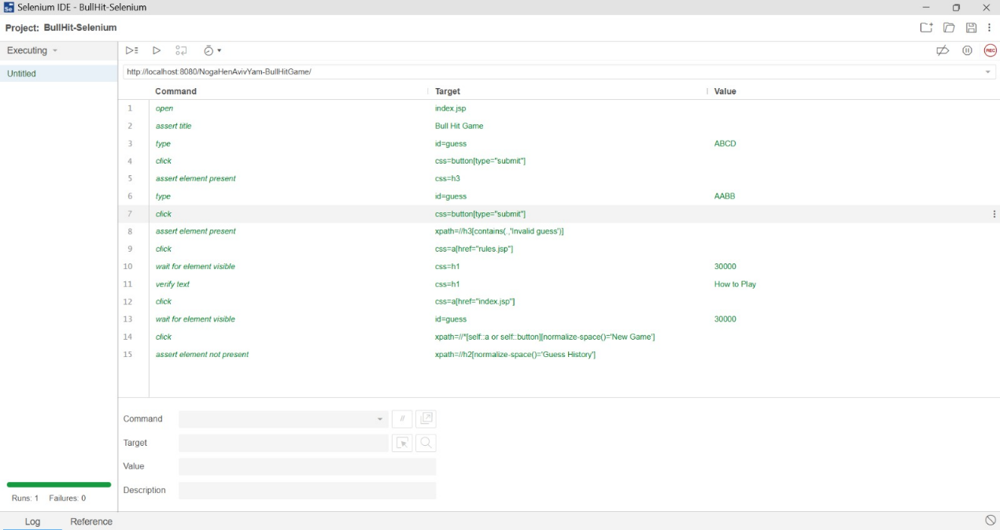 Selenium IDE - BullHit-Selenium
Project: BullHit-Selenium
Executing
Untitled
REC
http://localhost:8080/NogaHenAvivYam-BullHitGame/
Command Target Value
1 open index.jsp
2 assert title Bull Hit Game
3 type id=guess ABCD
4 click css=button[type="submit"]
5 assert element present css=h3
6 type id=guess AABB
7 click css=button[type="submit"]
8 assert element present xpath=//h3[contains(.,'Invalid guess')]
9 click css=a[href="rules.jsp"]
10 wait for element visible css=h1 30000
11 verify text css=h1 How to Play
12 click css=a[href="index.jsp"]
13 wait for element visible id=guess 30000
14 click xpath=//*[self::a or self::button][normalize-space()='New Game']
15 assert element not present xpath=//h2[normalize-space()='Guess History']
Command //
Target
Value
Description
Runs: 1 Failures: 0
Log Reference